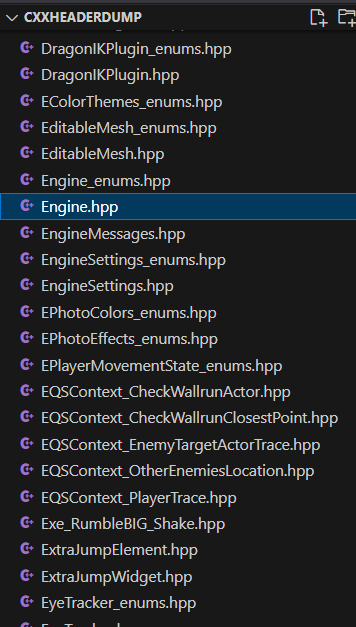 CXXHEADERDUMP
DragonIKPlugin_enums.hpp
DragonIKPlugin.hpp
EColorThemes_enums.hpp
EditableMesh_enums.hpp
EditableMesh.hpp
Engine_enums.hpp
Engine.hpp
EngineMessages.hpp
EngineSettings_enums.hpp
EngineSettings.hpp
EPhotoColors_enums.hpp
EPhotoEffects_enums.hpp
EPlayerMovementState_enums.hpp
EQSContext_CheckWallrunActor.hpp
EQSContext_CheckWallrunClosestPoint.hpp
EQSContext_EnemyTargetActorTrace.hpp
EQSContext_OtherEnemiesLocation.hpp
EQSContext_PlayerTrace.hpp
Exe_RumbleBIG_Shake.hpp
ExtraJumpElement.hpp
ExtraJumpWidget.hpp
EyeTracker_enums.hpp